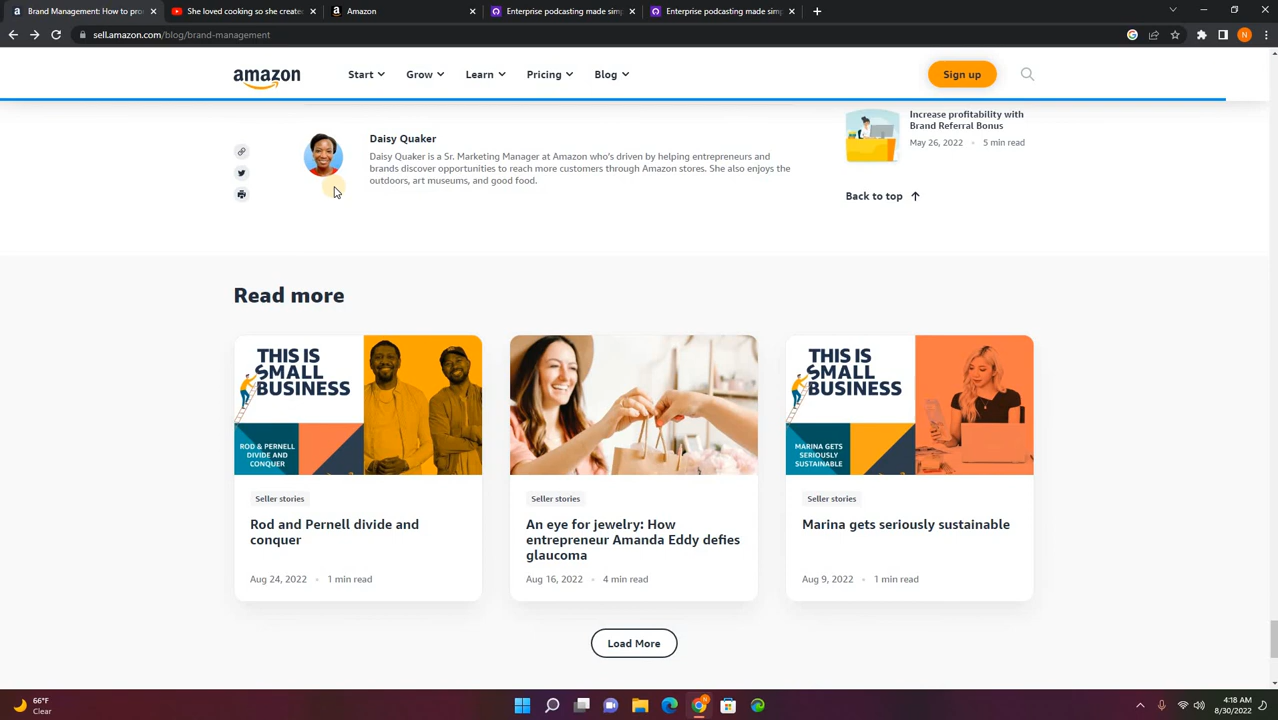 Brand Management: How to pro
She loved cooking so she create
Amazon
Enterprise podcasting made sim
Enterprise podcasting made sim
sell.amazon.com/blog/brand-management
N
amazon
Start
Grow
Learn
Pricing
Blog
Sign up
Increase profitability with
Brand Referral Bonus
May 26, 2022 • 5 min read
Back to top
Daisy Quaker
Daisy Quaker is a Sr. Marketing Manager at Amazon who's driven by helping entrepreneurs and
brands discover opportunities to reach more customers through Amazon stores. She also enjoys the
outdoors, art museums, and good food.
Read more
THIS IS
SMALL
BUSINESS
ROD & PERNELL
DIVIDE AND
CONQUER
Seller stories
Rod and Pernell divide and
conquer
Aug 24, 2022 • 1 min read
Seller stories
An eye for jewelry: How
entrepreneur Amanda Eddy defies
glaucoma
Aug 16, 2022 • 4 min read
THIS IS
SMALL
BUSINESS
MARINA GETS
SERIOUSLY
SUSTAINABLE
Seller stories
Marina gets seriously sustainable
Aug 9, 2022 • 1 min read
Load More
66°F
Clear
4:18 AM
8/30/2022